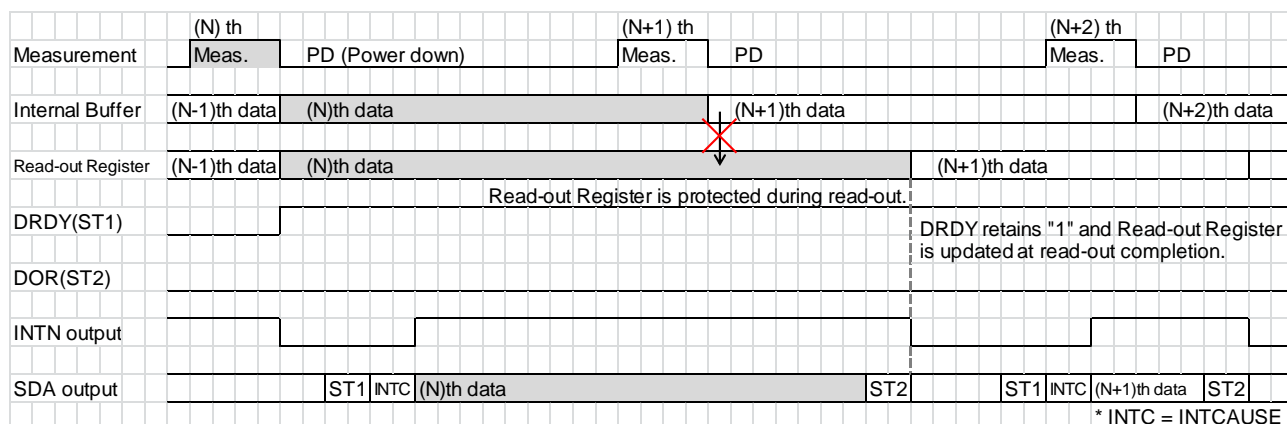 (N) th (N+1) th (N+2) th
Measurement Meas. PD (Power down) Meas. PD Meas. PD
Internal Buffer (N-1)th data (N)th data (N+1)th data (N+2)th data
Read-out Register (N-1)th data (N)th data (N+1)th data
Read-out Register is protected during read-out.
DRDY(ST1)
DRDY retains "1" and Read-out Register
is updated at read-out completion.
DOR(ST2)
INTN output
SDA output ST1 INTC (N)th data ST2 ST1 INTC (N+1)th data ST2
* INTC = INTCAUSE